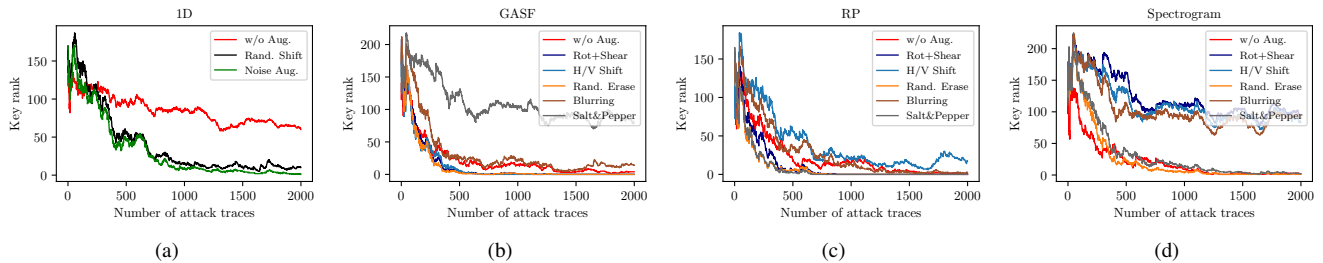 1D
Key rank
150
100
50
0
w/o Aug.
Rand. Shift
Noise Aug.
0 500 1000 1500 2000
Number of attack traces
(a)
GASF
Key rank
200
150
100
50
0
w/o Aug.
Rot+Shear
H/V Shift
Rand. Erase
Blurring
Salt&Pepper
0 500 1000 1500 2000
Number of attack traces
(b)
RP
Key rank
150
100
50
0
w/o Aug.
Rot+Shear
H/V Shift
Rand. Erase
Blurring
Salt&Pepper
0 500 1000 1500 2000
Number of attack traces
(c)
Spectrogram
Key rank
200
150
100
50
0
w/o Aug.
Rot+Shear
H/V Shift
Rand. Erase
Blurring
Salt&Pepper
0 500 1000 1500 2000
Number of attack traces
(d)